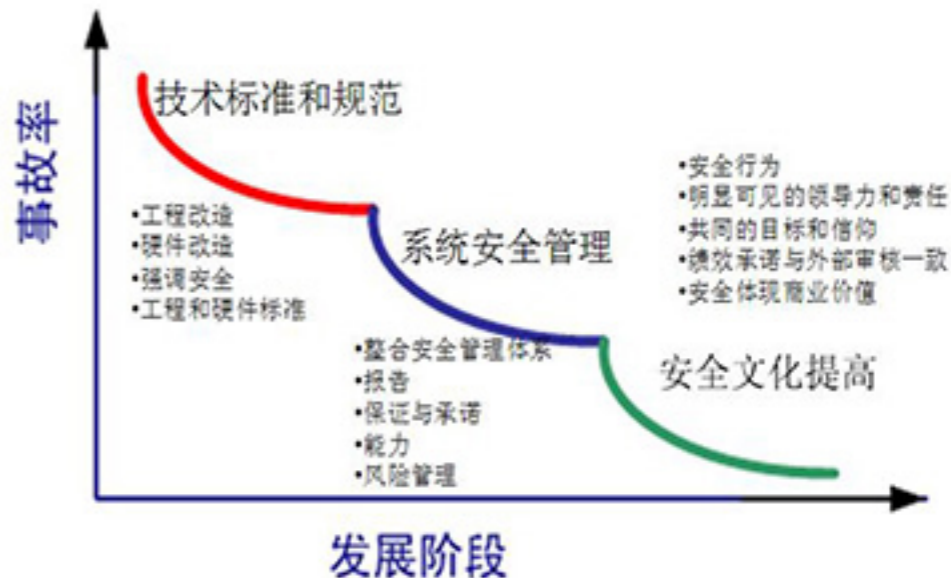 事故率
技术标准和规范
•工程改造
•硬件改造
•强调安全
•工程和硬件标准
系统安全管理
•整合安全管理体系
•报告
•保证与承诺
•能力
•风险管理
•安全行为
•明显可见的领导力和责任
•共同的目标和信仰
•绩效承诺与外部审核一致
•安全体现商业价值
安全文化提高
发展阶段